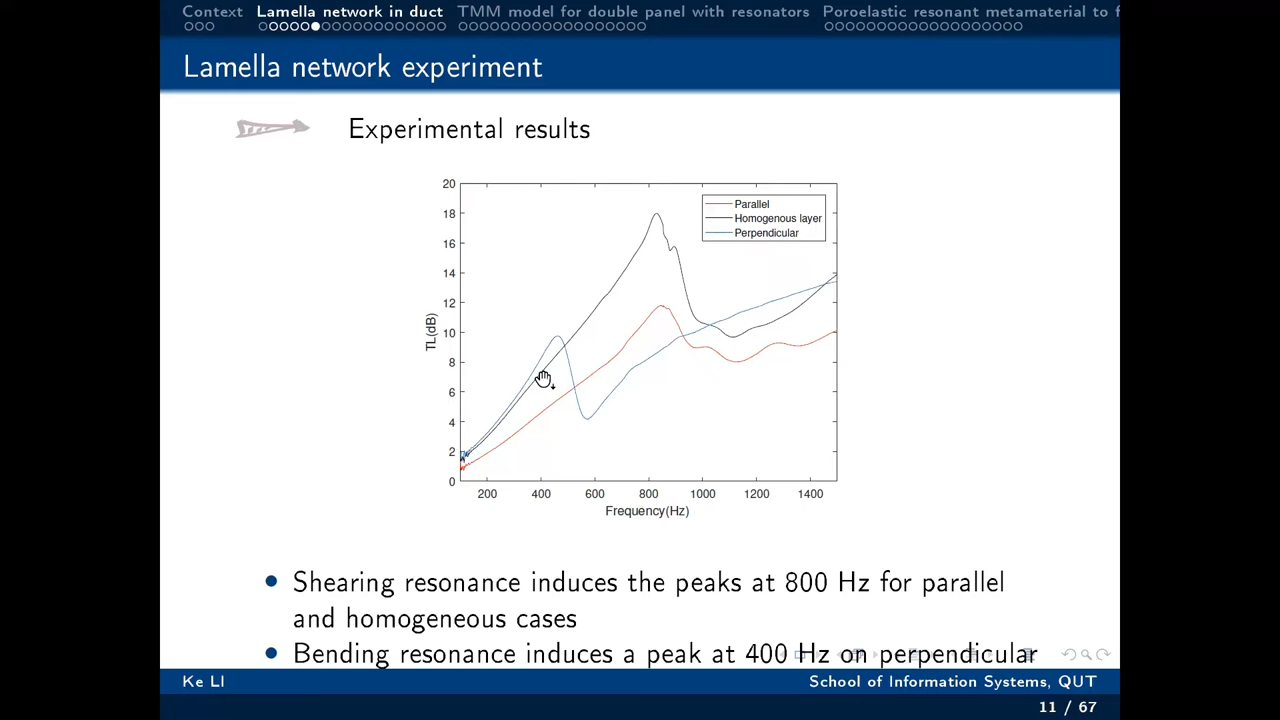 Context Lamella network in duct TMM model for double panel with resonators Poroelastic resonant metamaterial to f
Lamella network experiment
Experimental results
20
18
16
14
12
10
8
6
4
2
0
TL(dB)
Parallel
Homogenous layer
Perpendicular
200 400 600 800 1000 1200 1400
Frequency(Hz)
• Shearing resonance induces the peaks at 800 Hz for parallel
and homogeneous cases
• Bending resonance induces a peak at 400 Hz on perpendicular
Ke LI School of Information Systems, QUT
11 / 67